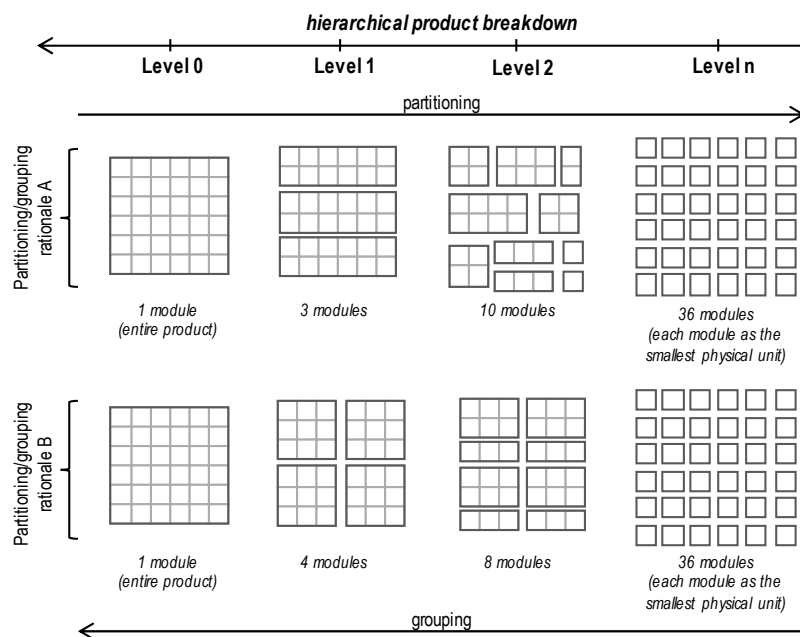 hierarchical product breakdown
Level 0
Level 1
Level 2
Level n
partitioning
Partitioning/grouping
rationale A
1 module
(entire product)
3 modules
10 modules
36 modules
(each module as the
smallest physical unit)
Partitioning/grouping
rationale B
1 module
(entire product)
4 modules
8 modules
36 modules
(each module as the
smallest physical unit)
grouping